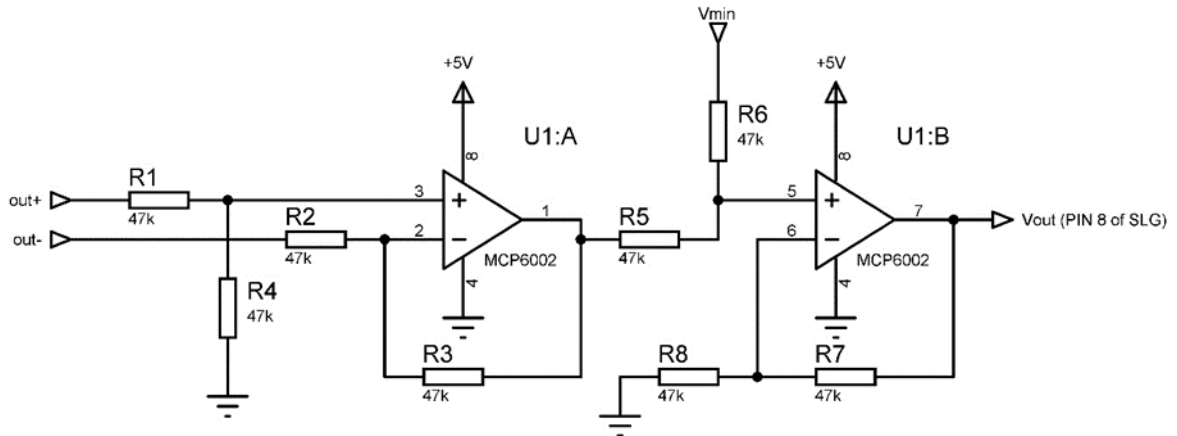 Vmin
+5V
+5V
R6
47k
U1:A
U1:B
8
8
out+
R1
47k
3
+
1
5
+
7
Vout (PIN 8 of SLG)
out-
R2
47k
2
−
R5
47k
6
−
MCP6002
MCP6002
4
4
R4
47k
R3
47k
R8
47k
R7
47k